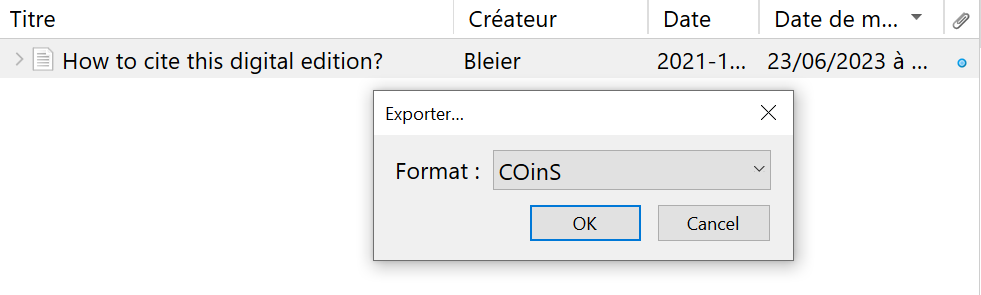 Titre Créateur Date Date de m...
How to cite this digital edition? Bleier 2021-1... 23/06/2023 à ...
Exporter...
Format : COinS
OK Cancel